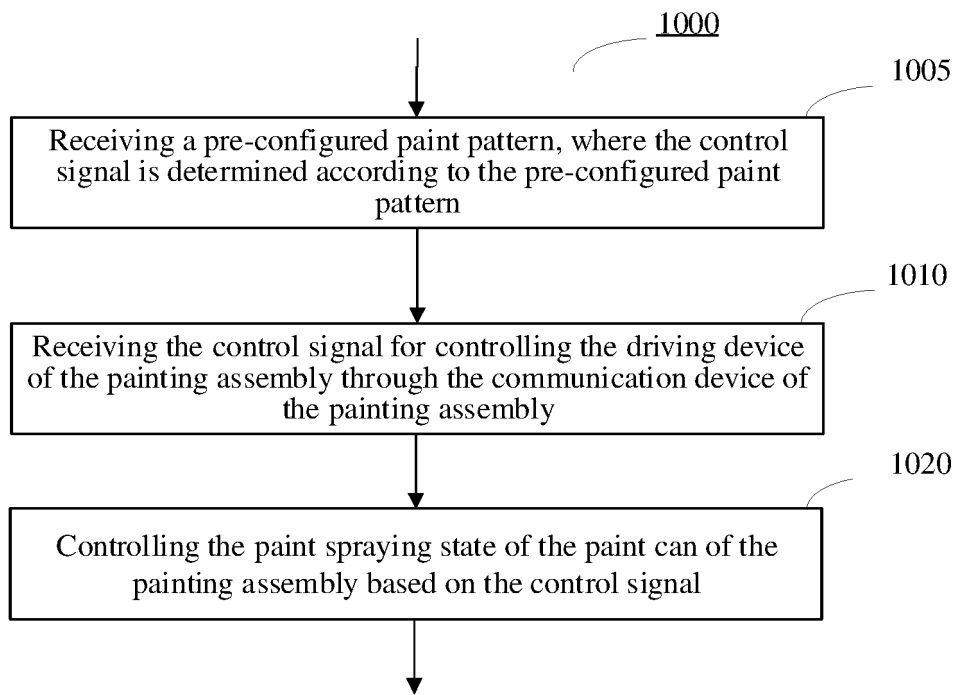 1000
1005
Receiving a pre-configured paint pattern, where the control
signal is determined according to the pre-configured paint
pattern
1010
Receiving the control signal for controlling the driving device
of the painting assembly through the communication device of
the painting assembly
1020
Controlling the paint spraying state of the paint can of the
painting assembly based on the control signal